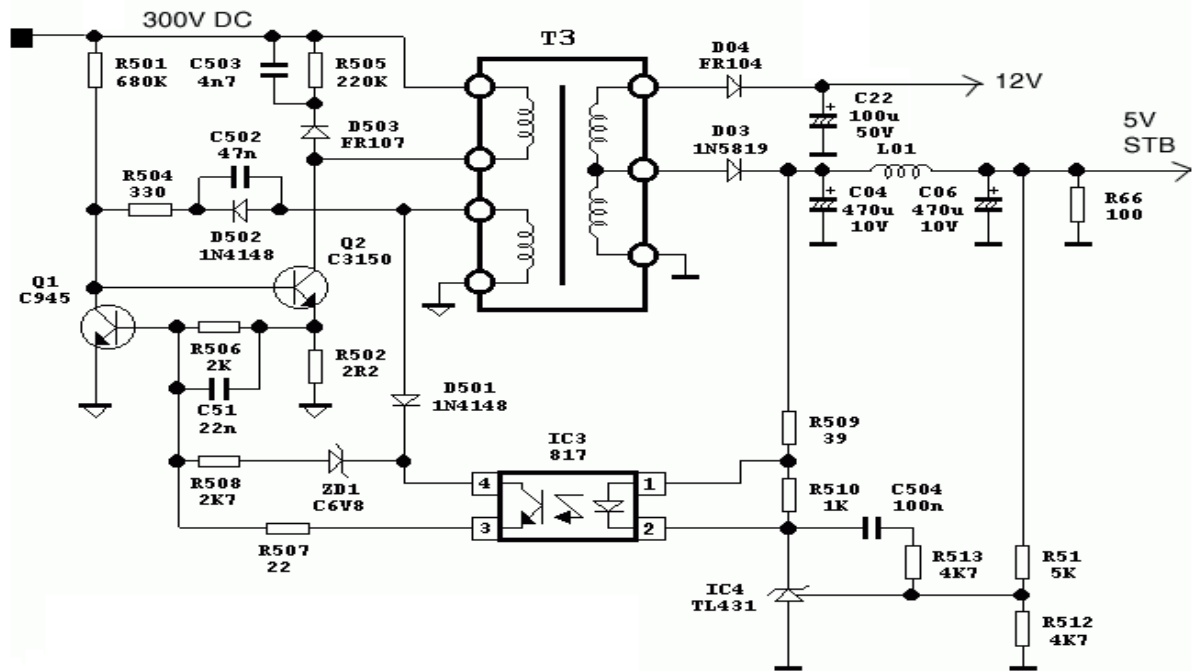 300V DC
T3
R501
680K
C503
4n7
R505
220K
D04
FR104
12V
C22
100u
50V
D503
FR107
D03
1N5819
5V
STB
L01
C502
47n
R504
330
D502
1N4148
C04
470u
10V
C06
470u
10V
R66
100
Q2
C3150
Q1
C945
R506
2K
R502
2R2
C51
22n
D501
1N4148
R509
39
IC3
817
R508
2K7
ZD1
C6V8
4
1
R510
1K
C504
100n
3
2
R507
22
R513
4K7
R51
5K
IC4
TL431
R512
4K7